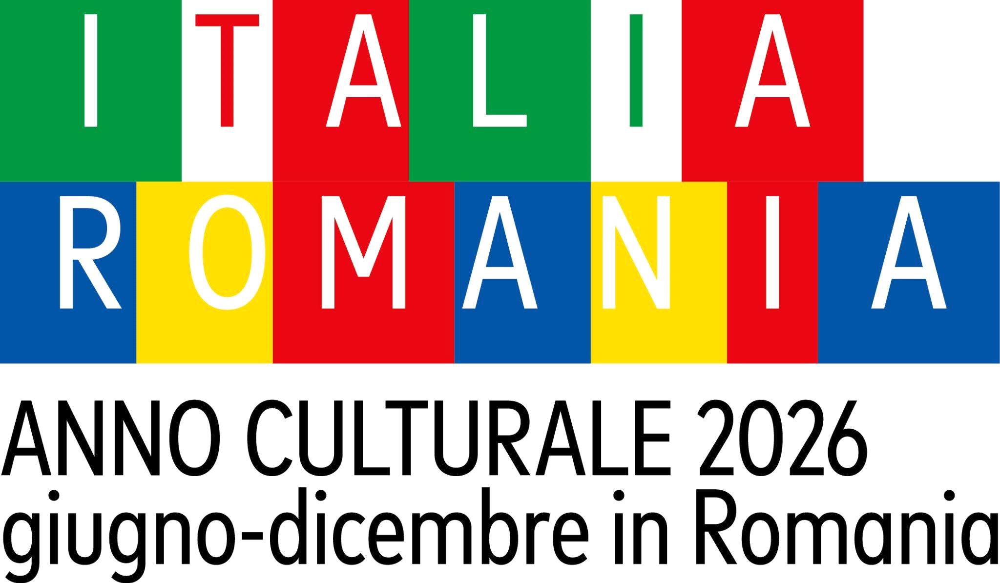 ITALIA
ROMANIA
ANNO CULTURALE 2026
giugno-dicembre in Romania